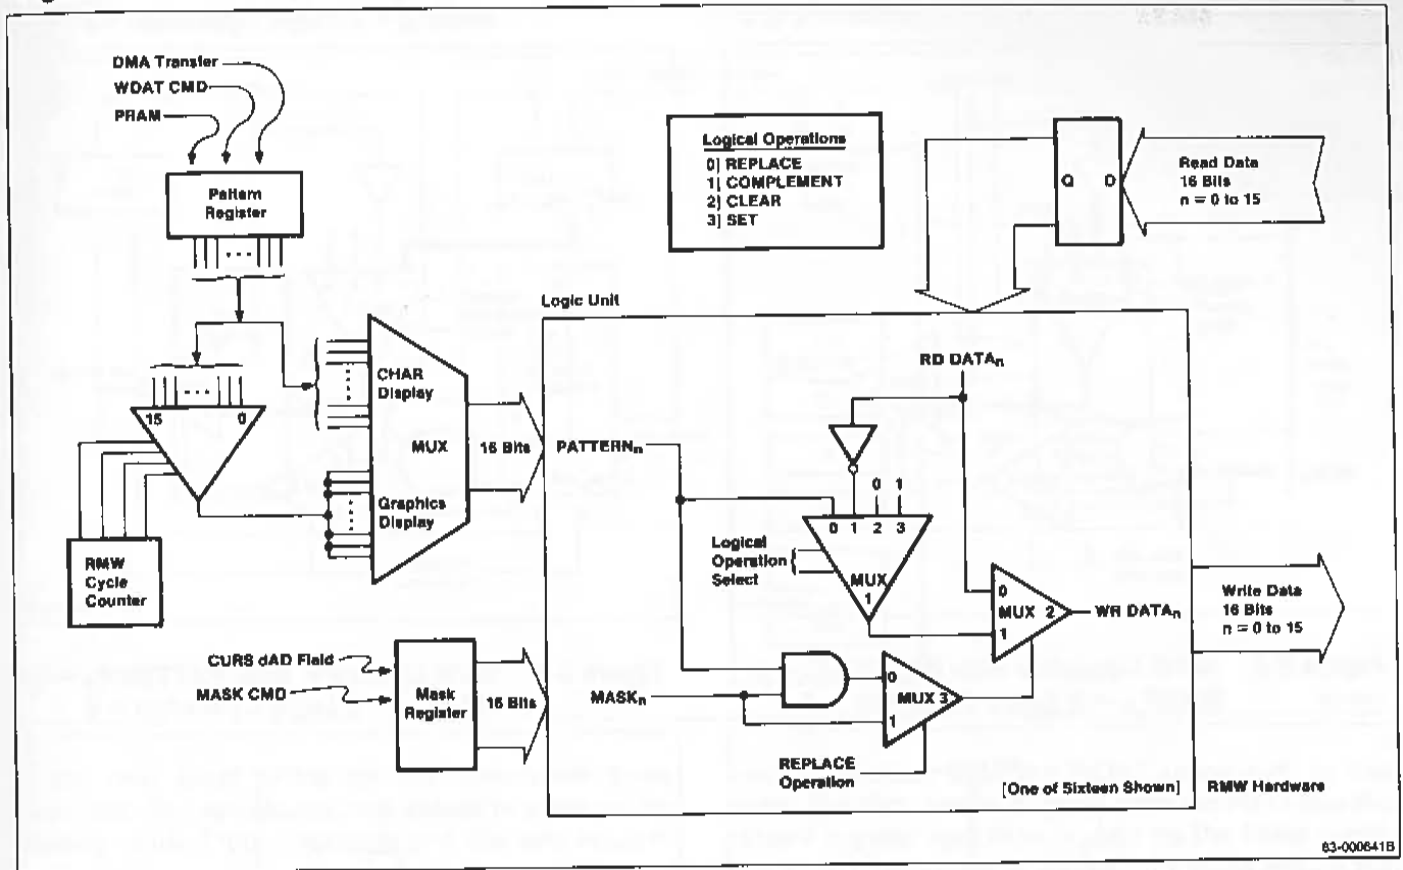 DMA Transfer
WDAT CMD
PRAM
Pattern
Register
Logical Operations
0] REPLACE
1] COMPLEMENT
2] CLEAR
3] SET
Q D
Read Data
16 Bits
n = 0 to 15
Logic Unit
15 0
CHAR
Display
MUX
Graphics
Display
16 Bits
RMW
Cycle
Counter
CURS dAD Field
MASK CMD
Mask
Register
16 Bits
RD DATAn
PATTERNn
0 1
0 1 2 3
Logical
Operation
Select
MUX
1
0
MUX 2
1
WR DATAn
MASKn
0
MUX 3
1
REPLACE
Operation
[One of Sixteen Shown]
Write Data
16 Bits
n = 0 to 15
RMW Hardware
83-000641B